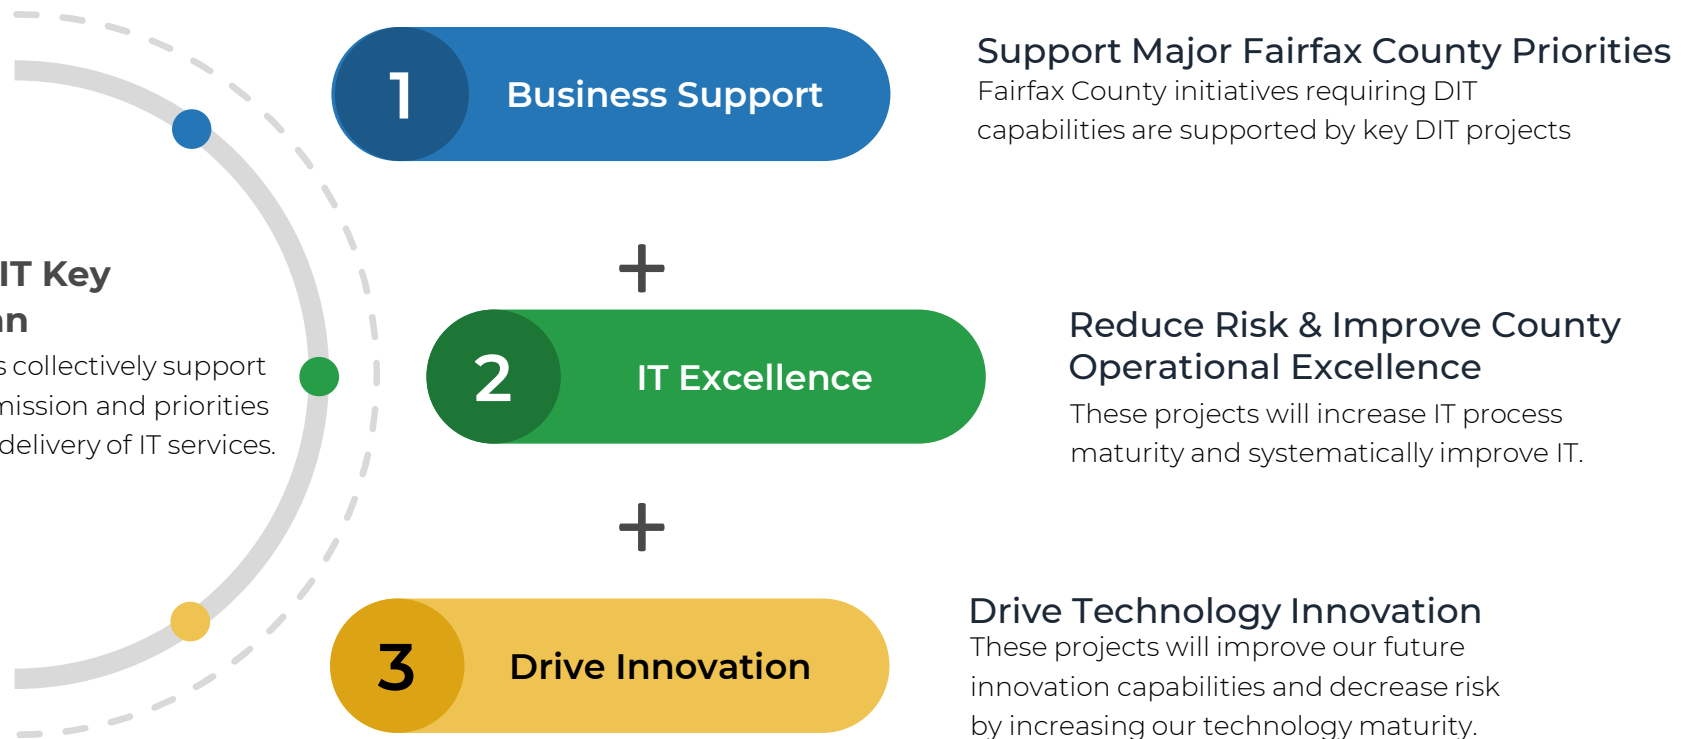 1
Business Support
Support Major Fairfax County Priorities
Fairfax County initiatives requiring DIT
capabilities are supported by key DIT projects
+
IT Key
collectively support
priorities
delivery of IT services.
and
2
IT Excellence
Reduce Risk & Improve County
Operational Excellence
These projects will increase IT process
maturity and systematically improve IT.
+
3
Drive Innovation
Drive Technology Innovation
These projects will improve our future
innovation capabilities and decrease risk
by increasing our technology maturity.